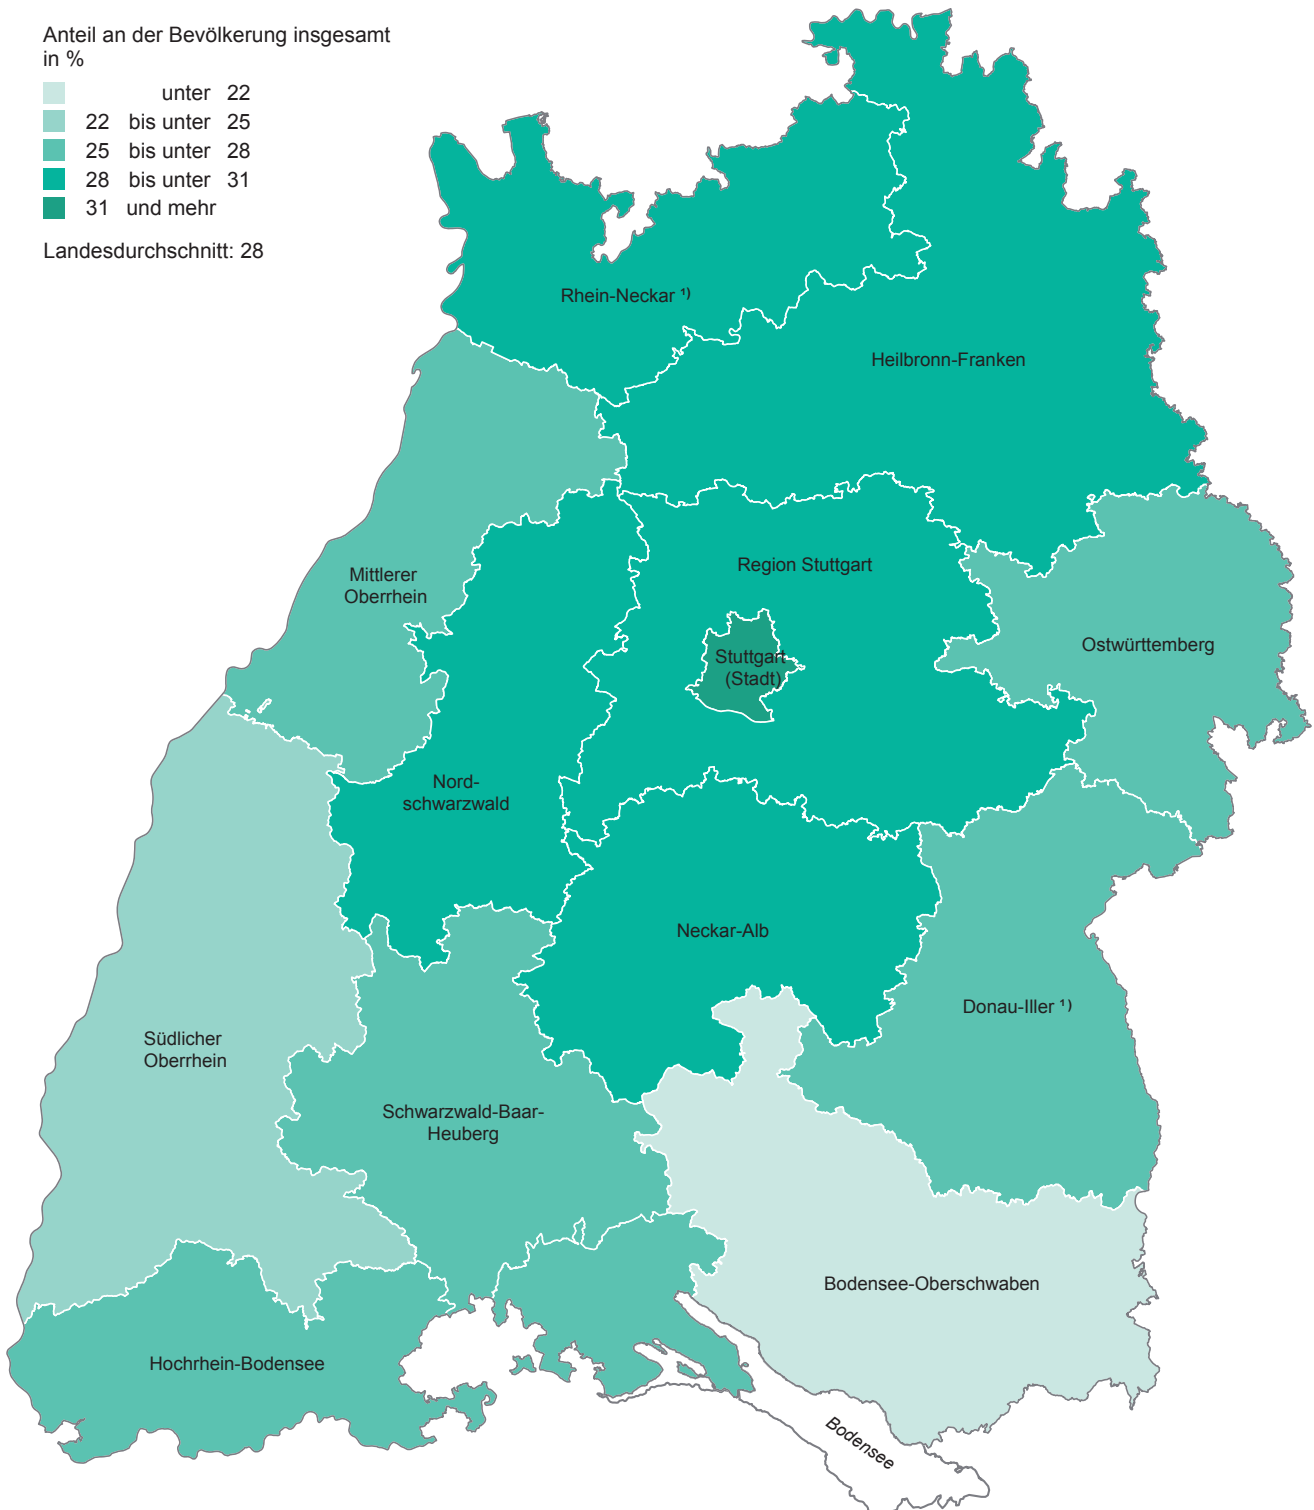 Anteil an der Bevölkerung insgesamt
in %
unter 22
22 bis unter 25
25 bis unter 28
28 bis unter 31
31 und mehr
Landesdurchschnitt: 28
Rhein-Neckar ¹⁾
Heilbronn-Franken
Mittlerer
Oberrhein
Region Stuttgart
Stuttgart
(Stadt)
Ostwürttemberg
Nord-
schwarzwald
Neckar-Alb
Donau-Iller ¹⁾
Südlicher
Oberrhein
Schwarzwald-Baar-
Heuberg
Bodensee-Oberschwaben
Hochrhein-Bodensee
Bodensee